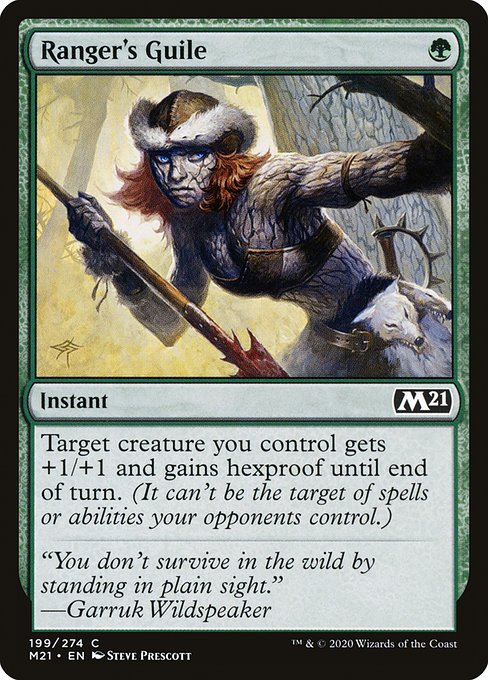 Ranger's Guile
Instant
M21
Target creature you control gets
+1/+1 and gains hexproof until end
of turn. (It can't be the target of spells
or abilities your opponents control.)
“You don't survive in the wild by
standing in plain sight.”
—Garruk Wildspeaker
199/274 C
M21 • EN Steve Prescott
™ & © 2020 Wizards of the Coast